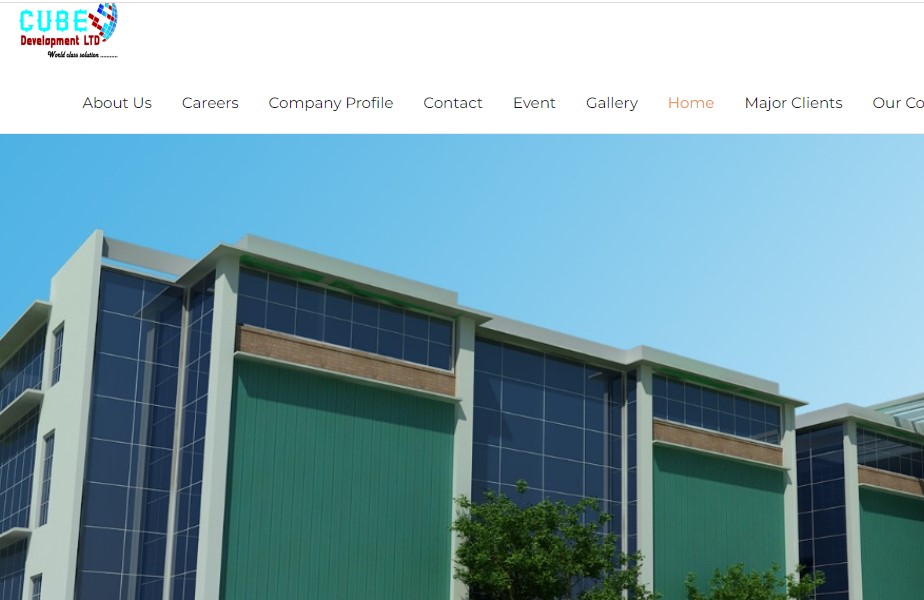 CUBE
Development LTD
World class solution ..........
About Us Careers Company Profile Contact Event Gallery Home Major Clients Our Co